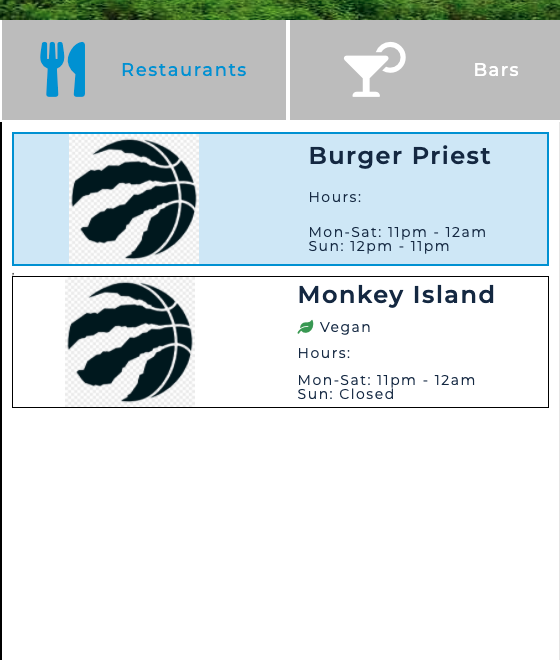 Restaurants
Bars
Burger Priest
Hours:
Mon-Sat: 11pm - 12am
Sun: 12pm - 11pm
Monkey Island
Vegan
Hours:
Mon-Sat: 11pm - 12am
Sun: Closed